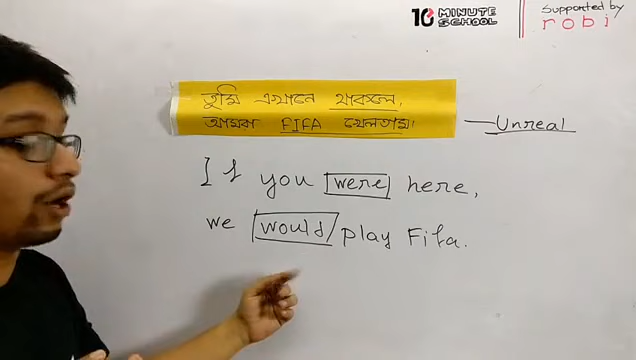 10 MINUTE SCHOOL
Supported by
robi
তুমি এখানে থাকলে,
আমরা FIFA খেলতাম।
Unreal
If you were here,
we would play Fifa.